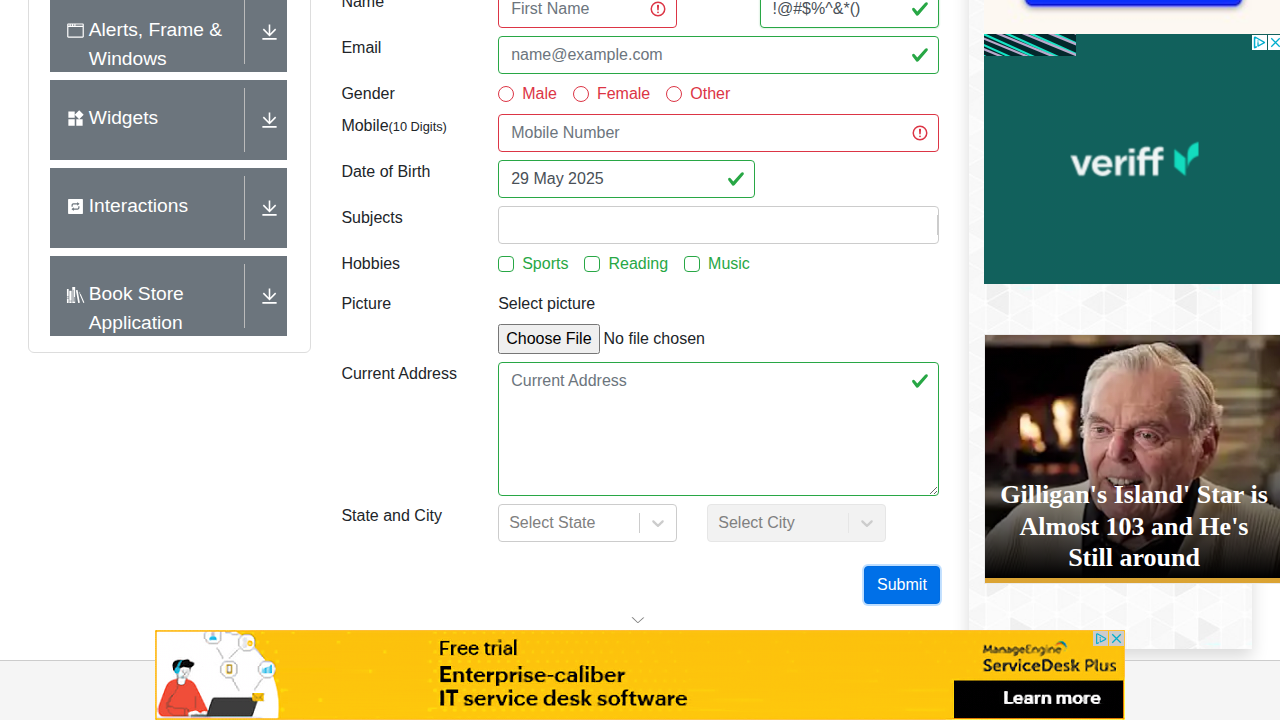 Name
First Name
!@#$%^&*()
Email
name@example.com
Gender
Male
Female
Other
Mobile(10 Digits)
Mobile Number
Date of Birth
29 May 2025
Subjects
Hobbies
Sports
Reading
Music
Picture
Select picture
Choose File No file chosen
Current Address
Current Address
State and City
Select State
Select City
Submit
Alerts, Frame &
Windows
Widgets
Interactions
Book Store
Application
veriff
Gilligan's Island' Star is
Almost 103 and He's
Still around
Free trial
Enterprise-caliber
IT service desk software
ManageEngine
ServiceDesk Plus
Learn more